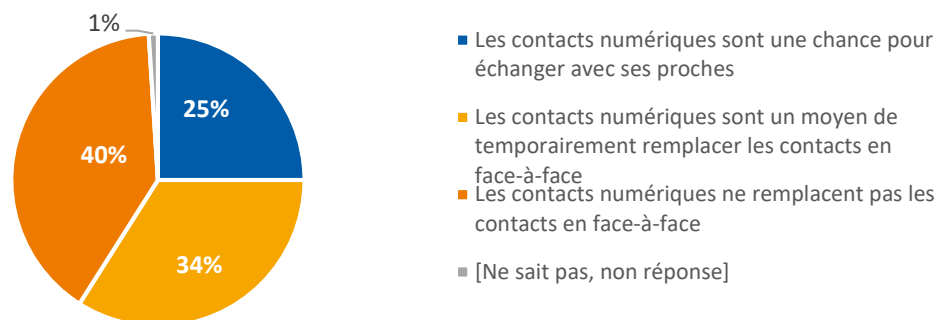 1%
25%
40%
34%
Les contacts numériques sont une chance pour
échanger avec ses proches
Les contacts numériques sont un moyen de
temporairement remplacer les contacts en
face-à-face
Les contacts numériques ne remplacent pas les
contacts en face-à-face
[Ne sait pas, non réponse]